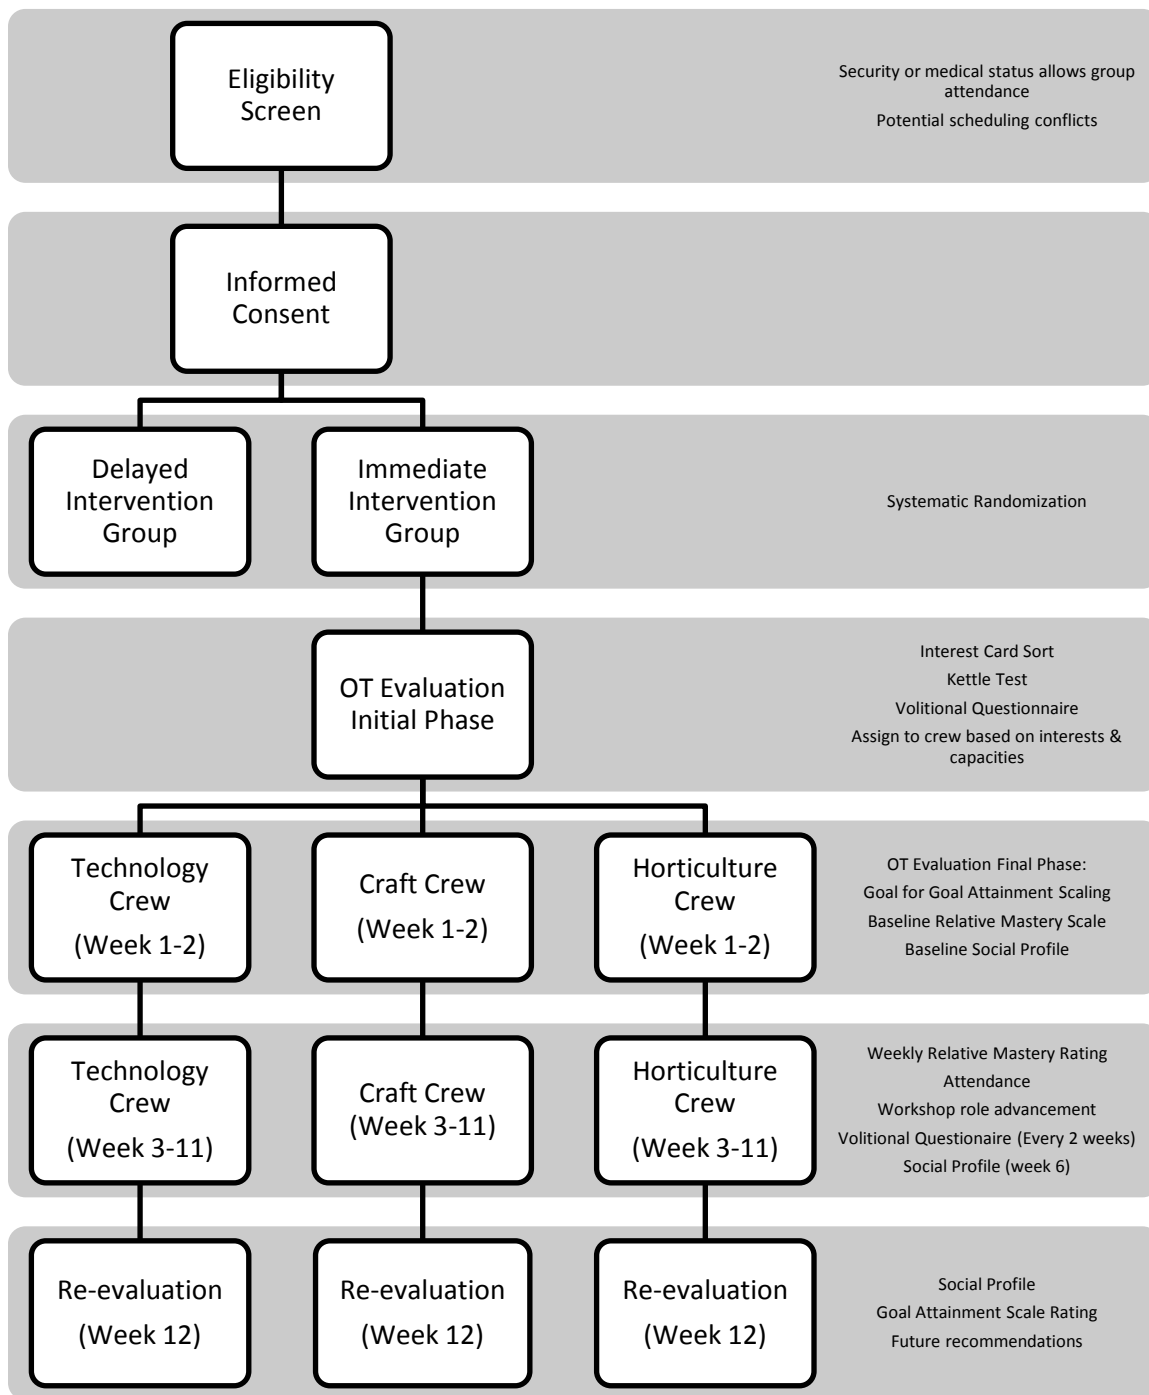 Eligibility
Screen
Security or medical status allows group
attendance
Potential scheduling conflicts
Informed
Consent
Delayed
Intervention
Group
Immediate
Intervention
Group
Systematic Randomization
OT Evaluation
Initial Phase
Interest Card Sort
Kettle Test
Volitional Questionnaire
Assign to crew based on interests &
capacities
Technology
Crew
(Week 1-2)
Craft Crew
(Week 1-2)
Horticulture
Crew
(Week 1-2)
OT Evaluation Final Phase:
Goal for Goal Attainment Scaling
Baseline Relative Mastery Scale
Baseline Social Profile
Technology
Crew
(Week 3-11)
Craft Crew
(Week 3-11)
Horticulture
Crew
(Week 3-11)
Weekly Relative Mastery Rating
Attendance
Workshop role advancement
Volitional Questionaire (Every 2 weeks)
Social Profile (week 6)
Re-evaluation
(Week 12)
Re-evaluation
(Week 12)
Re-evaluation
(Week 12)
Social Profile
Goal Attainment Scale Rating
Future recommendations